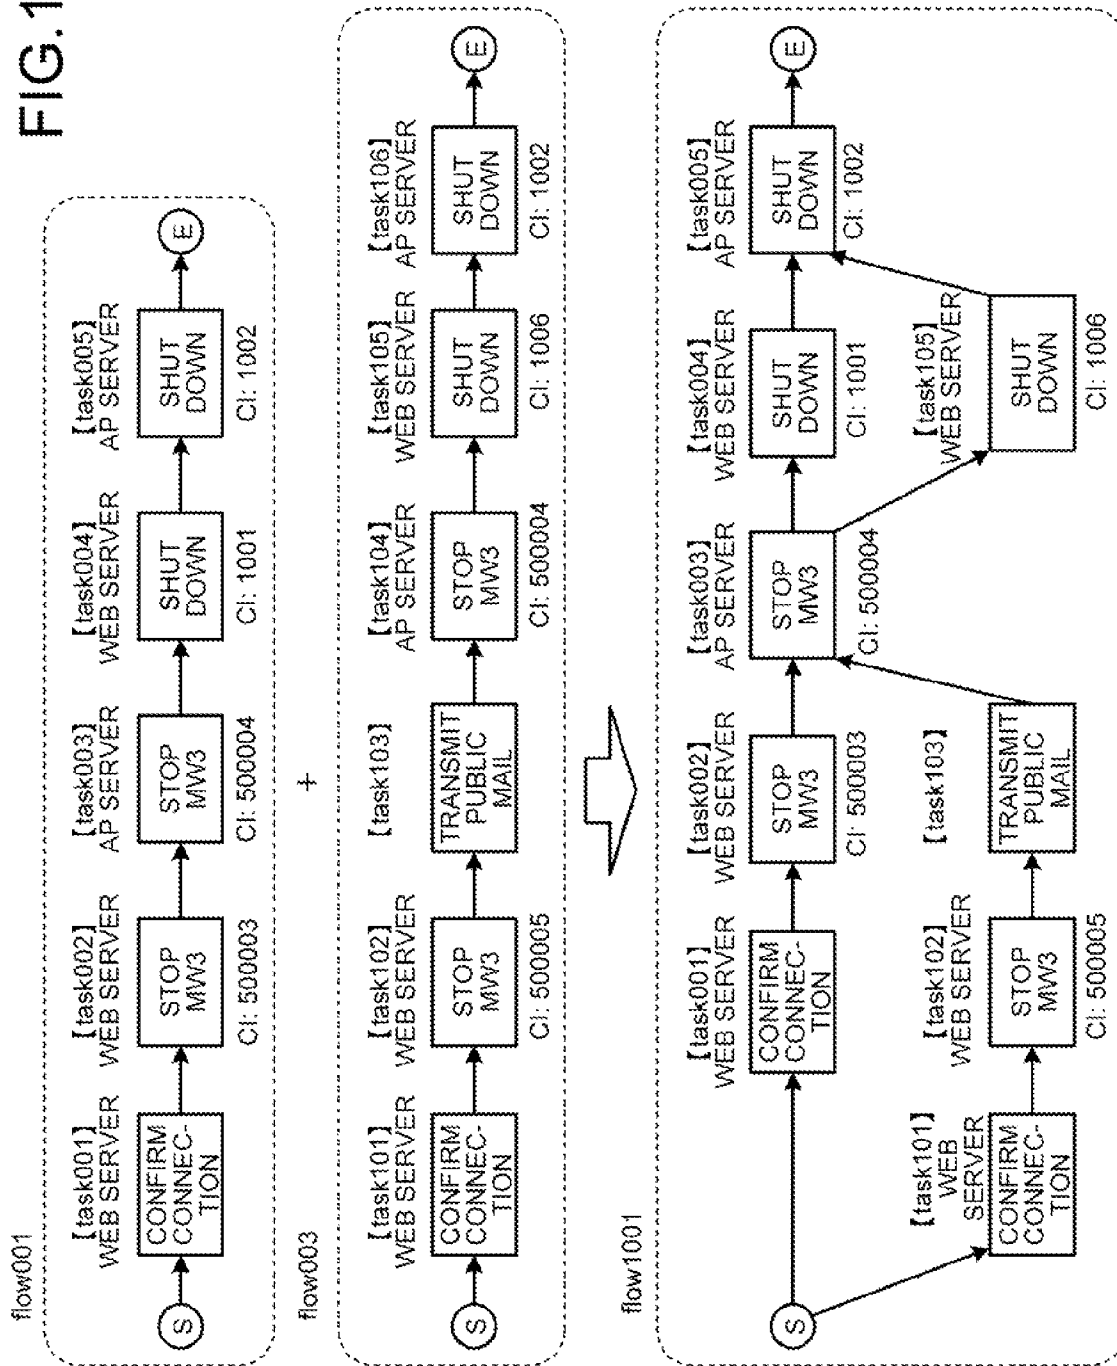 FIG.1
flow001
S
【task001】
WEB SERVER
CONFIRM
CONNEC-
TION
【task002】
WEB SERVER
STOP
MW3
CI: 500003
【task003】
AP SERVER
STOP
MW3
CI: 500004
【task004】
WEB SERVER
SHUT
DOWN
CI: 1001
【task005】
AP SERVER
SHUT
DOWN
CI: 1002
E
+
flow003
S
【task101】
WEB SERVER
CONFIRM
CONNEC-
TION
【task102】
WEB SERVER
STOP
MW3
CI: 500005
【task103】
TRANSMIT
PUBLIC
MAIL
【task104】
AP SERVER
STOP
MW3
CI: 500004
【task105】
WEB SERVER
SHUT
DOWN
CI: 1006
【task106】
AP SERVER
SHUT
DOWN
CI: 1002
E
flow1001
S
【task001】
WEB SERVER
CONFIRM
CONNEC-
TION
【task002】
WEB SERVER
STOP
MW3
CI: 500003
【task003】
AP SERVER
STOP
MW3
CI: 500004
【task004】
WEB SERVER
SHUT
DOWN
CI: 1001
【task005】
AP SERVER
SHUT
DOWN
CI: 1002
E
【task101】
WEB
SERVER
CONFIRM
CONNEC-
TION
【task102】
WEB SERVER
STOP
MW3
CI: 500005
【task103】
TRANSMIT
PUBLIC
MAIL
【task105】
WEB SERVER
SHUT
DOWN
CI: 1006